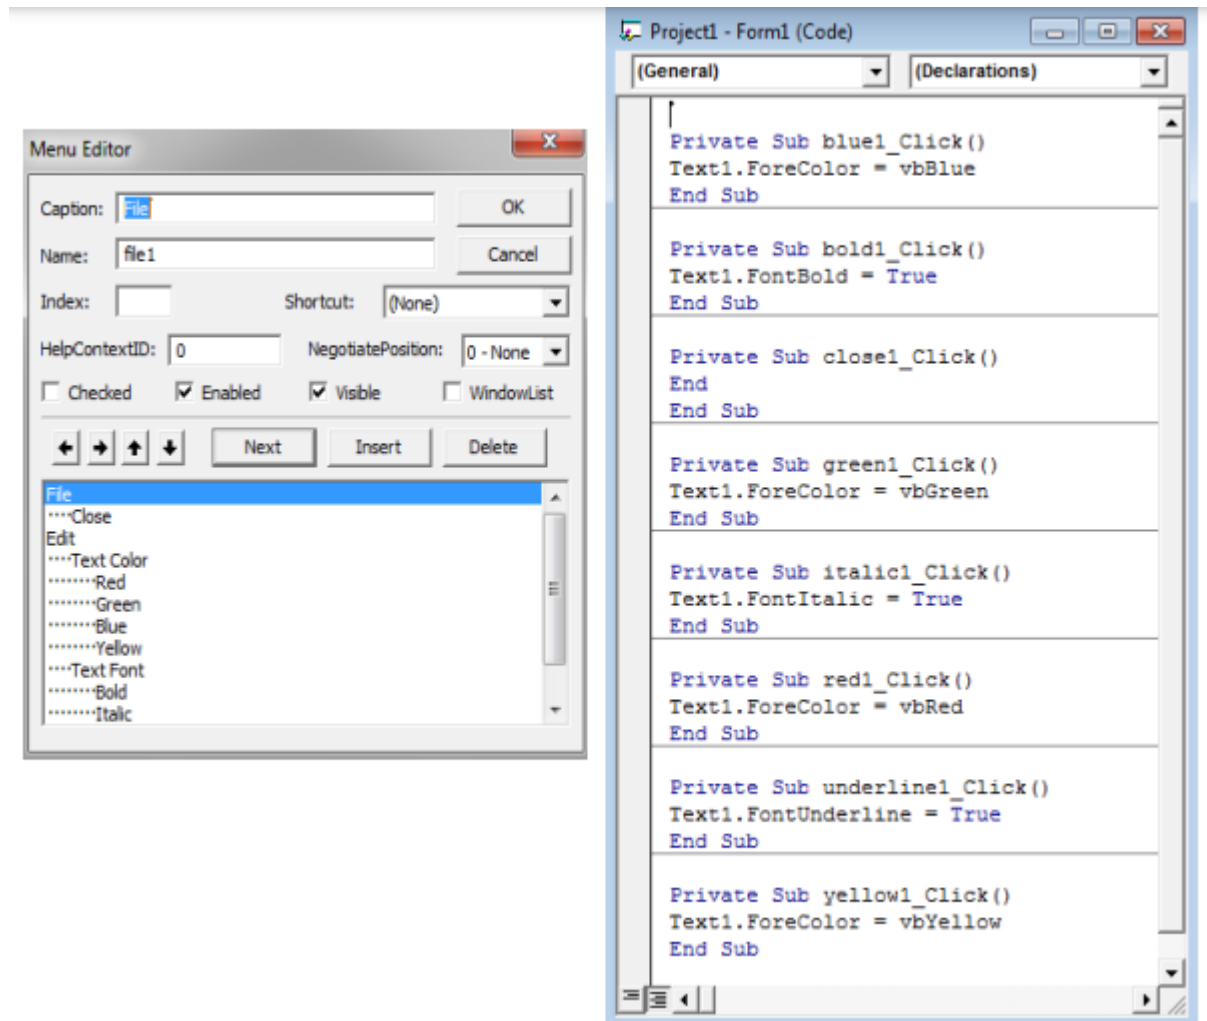 Menu Editor
Caption: File OK
Name: file1 Cancel
Index: Shortcut: (None)
HelpContextID: 0 NegotiatePosition: 0 - None
Checked Enabled Visible WindowList
Next Insert Delete
File
····Close
Edit
····Text Color
········Red
········Green
········Blue
········Yellow
····Text Font
········Bold
········Italic
Project1 - Form1 (Code)
(General) (Declarations)
Private Sub blue1_Click()
Text1.ForeColor = vbBlue
End Sub
Private Sub bold1_Click()
Text1.FontBold = True
End Sub
Private Sub close1_Click()
End
End Sub
Private Sub green1_Click()
Text1.ForeColor = vbGreen
End Sub
Private Sub italic1_Click()
Text1.FontItalic = True
End Sub
Private Sub red1_Click()
Text1.ForeColor = vbRed
End Sub
Private Sub underline1_Click()
Text1.FontUnderline = True
End Sub
Private Sub yellow1_Click()
Text1.ForeColor = vbYellow
End Sub